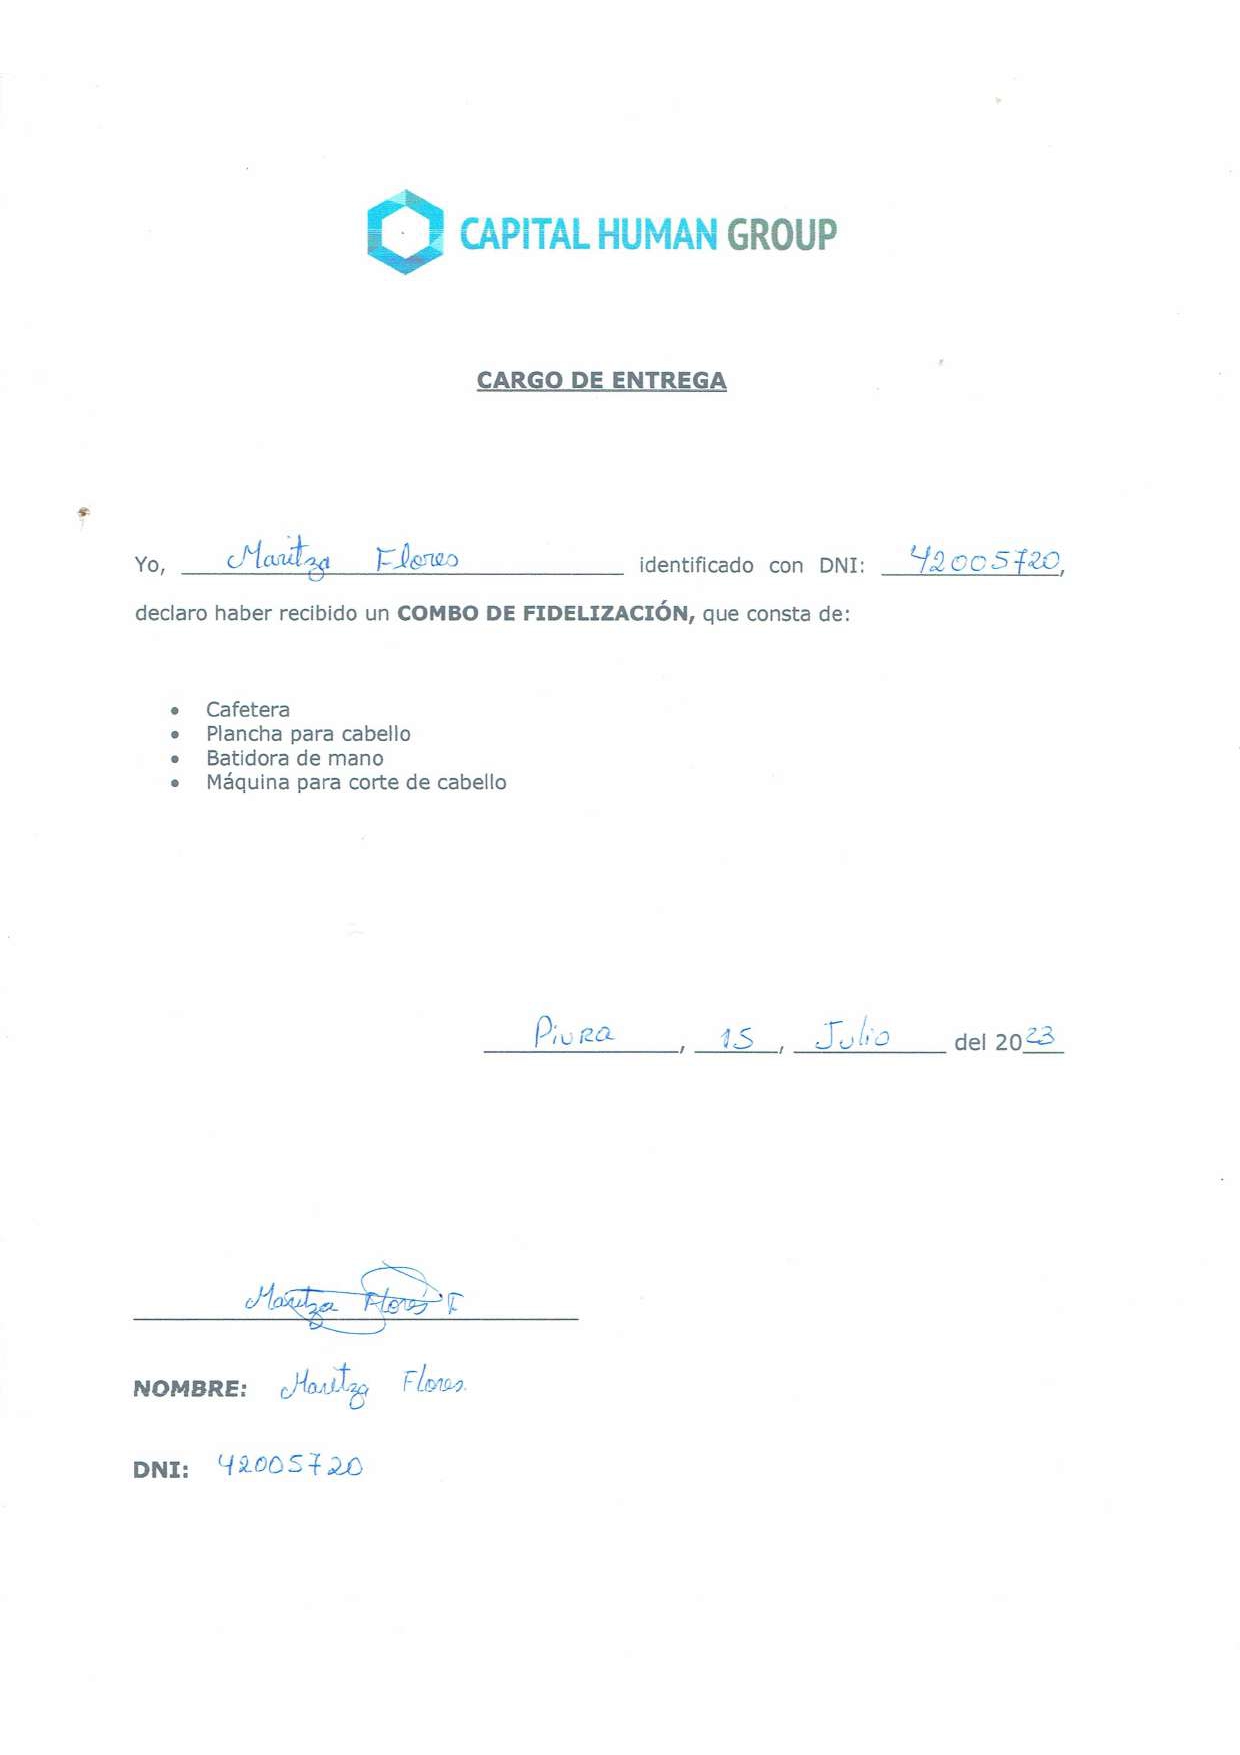 CAPITAL HUMAN GROUP
CARGO DE ENTREGA
Yo, Maritza Flores identificado con DNI: 42005720,
declaro haber recibido un COMBO DE FIDELIZACIÓN, que consta de:
• Cafetera
• Plancha para cabello
• Batidora de mano
• Máquina para corte de cabello
Piura, 15, Julio del 2023
Maritza Flores F
NOMBRE: Maritza Flores.
DNI: 42005720